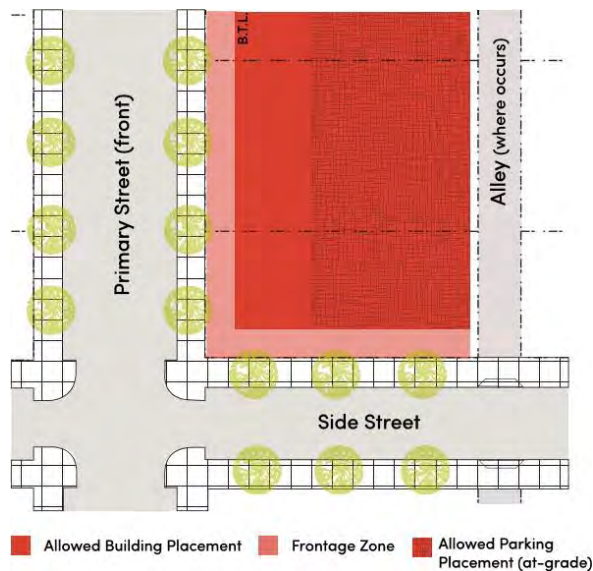 B.T.L.
Primary Street (front)
Alley (where occurs)
Side Street
Allowed Building Placement
Frontage Zone
Allowed Parking
Placement (at-grade)